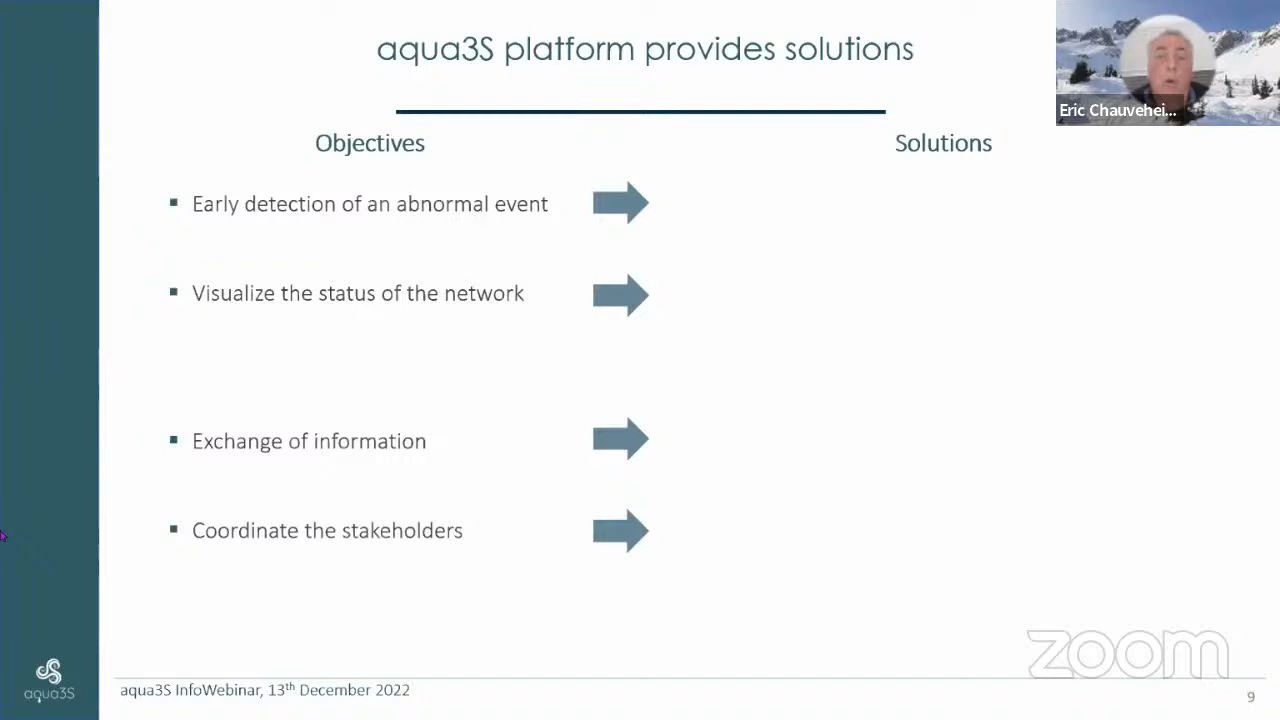 aqua3S platform provides solutions
Eric Chauvehei...
Objectives
Solutions
▪ Early detection of an abnormal event
▪ Visualize the status of the network
▪ Exchange of information
▪ Coordinate the stakeholders
zoom
aqua3S
aqua3S InfoWebinar, 13th December 2022
9